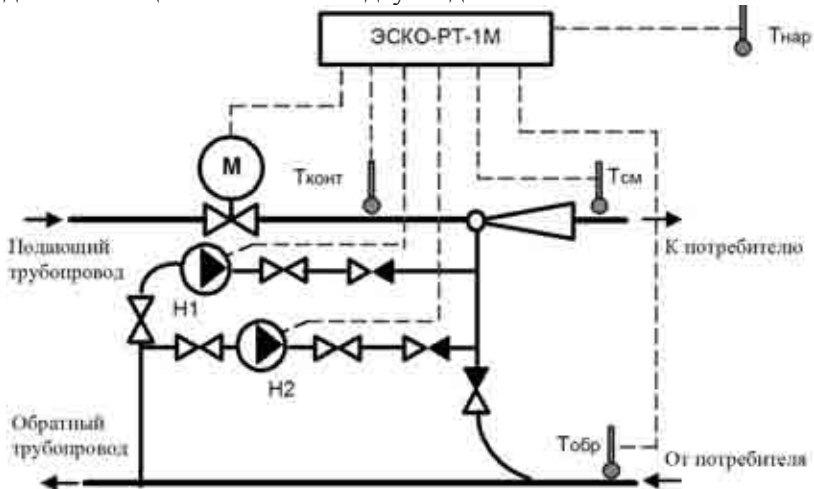 ЭСКО-РТ-1М
Тнар
М
Тконт
Тсм
Подающий
трубопровод
К потребителю
Н1
Н2
Обратный
трубопровод
Тобр
От потребителя